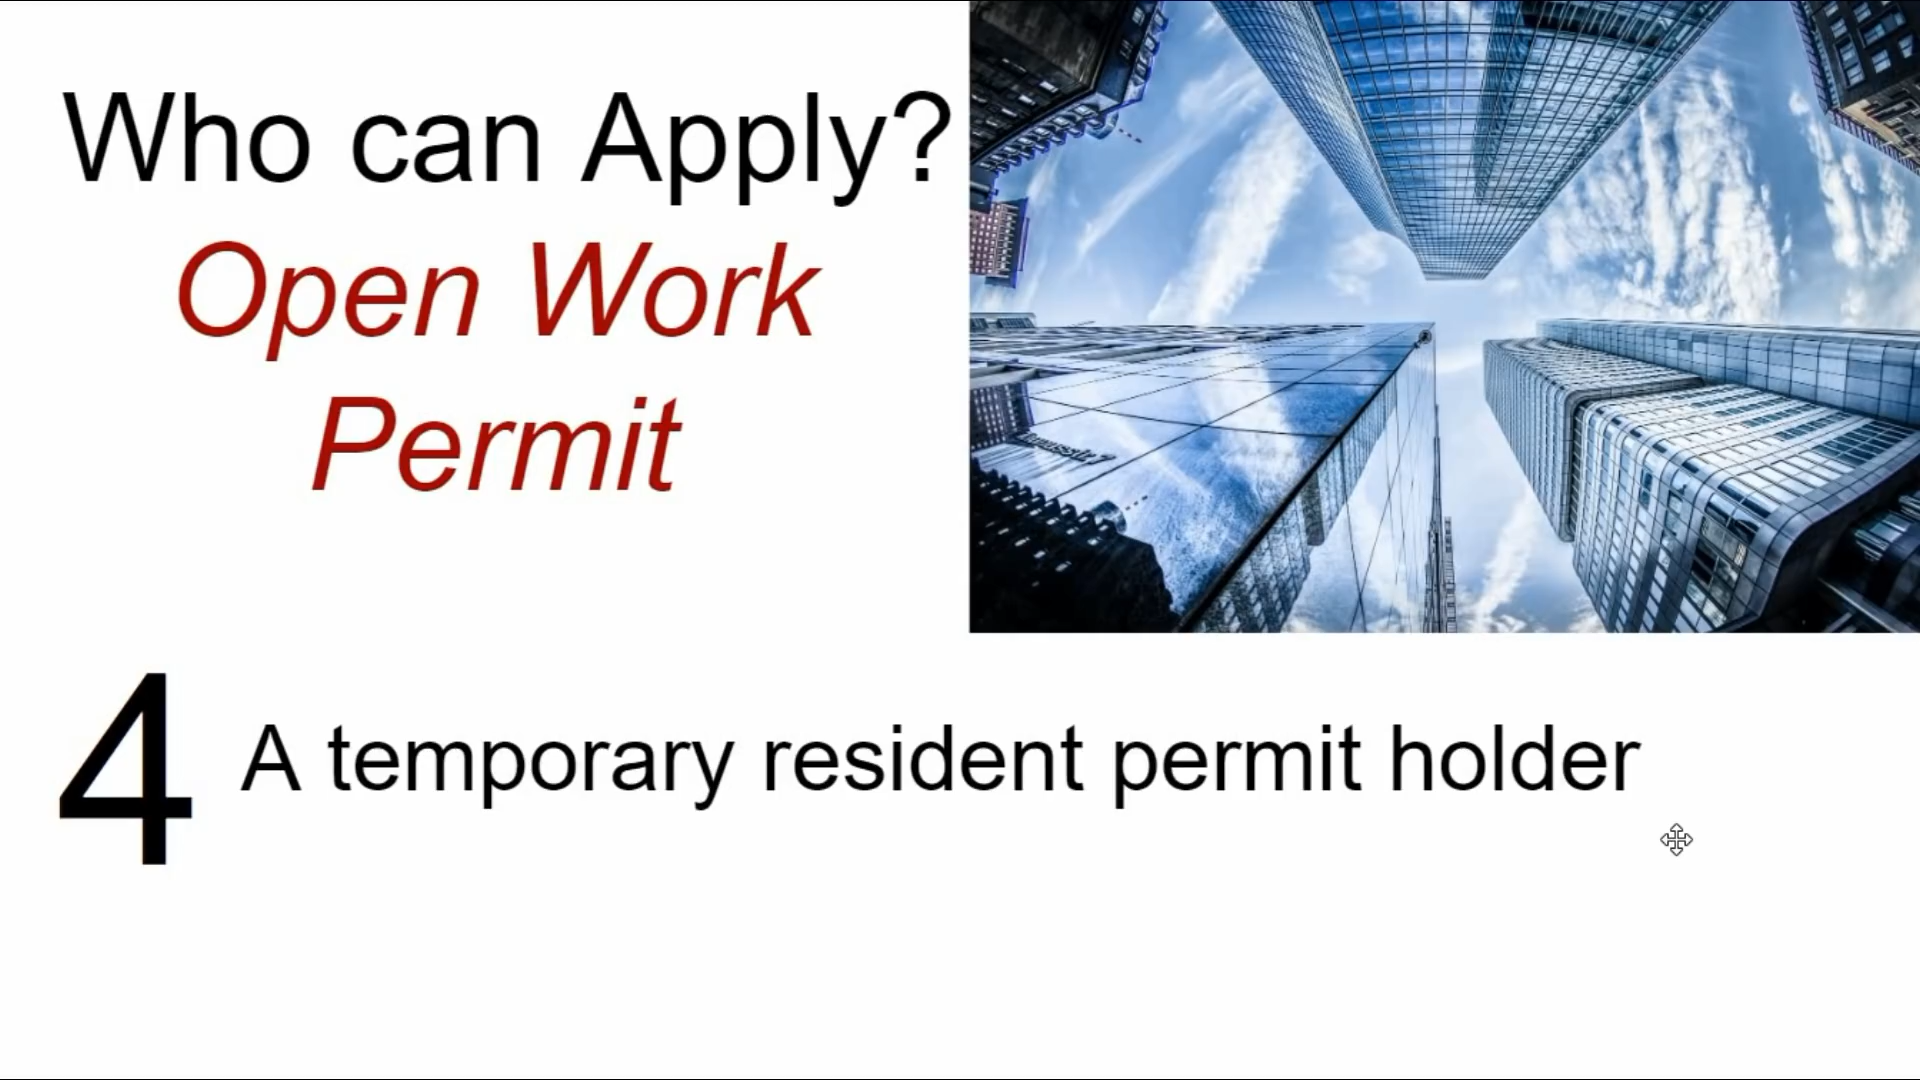 Who can Apply?
Open Work
Permit
4 A temporary resident permit holder